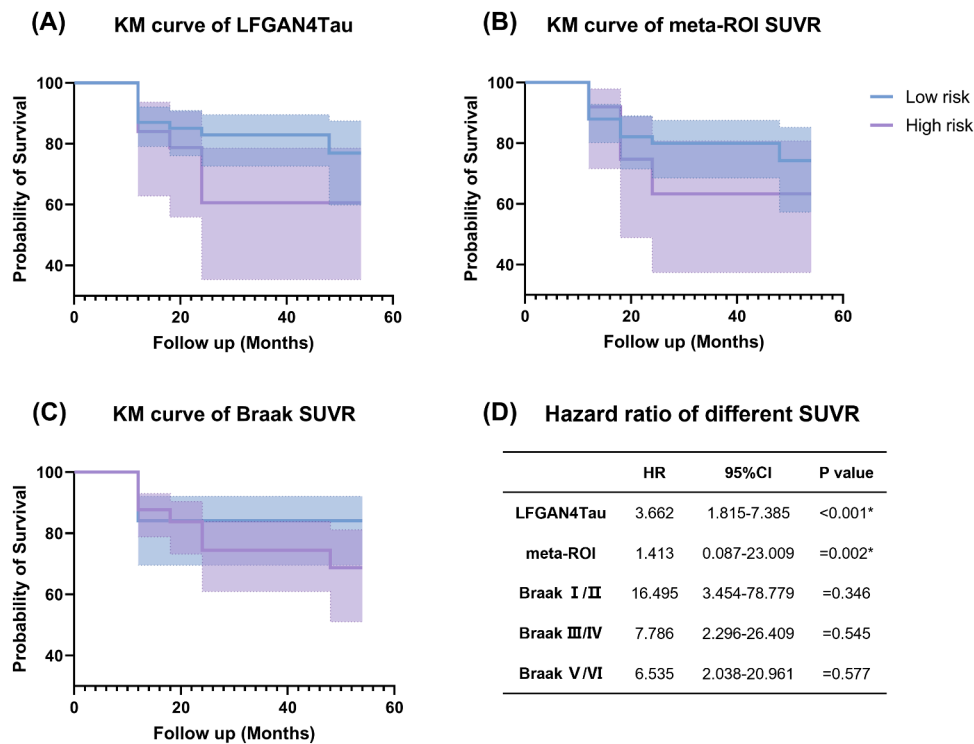 (A) KM curve of LFGAN4Tau
Probability of Survival
100
80
60
40
0 20 40 60
Follow up (Months)
(B) KM curve of meta-ROI SUVR
Probability of Survival
100
80
60
40
0 20 40 60
Follow up (Months)
Low risk
High risk
(C) KM curve of Braak SUVR
Probability of Survival
100
80
60
40
0 20 40 60
Follow up (Months)
(D) Hazard ratio of different SUVR
HR 95%CI P value
LFGAN4Tau 3.662 1.815-7.385 <0.001*
meta-ROI 1.413 0.087-23.009 =0.002*
Braak Ⅰ/Ⅱ 16.495 3.454-78.779 =0.346
Braak Ⅲ/Ⅳ 7.786 2.296-26.409 =0.545
Braak Ⅴ/Ⅵ 6.535 2.038-20.961 =0.577